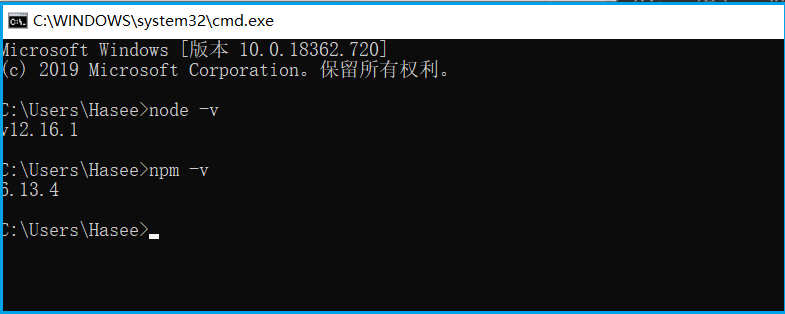 C:\WINDOWS\system32\cmd.exe
Microsoft Windows [版本 10.0.18362.720]
(c) 2019 Microsoft Corporation。保留所有权利。
C:\Users\Hasee>node -v
v12.16.1
C:\Users\Hasee>npm -v
6.13.4
C:\Users\Hasee>